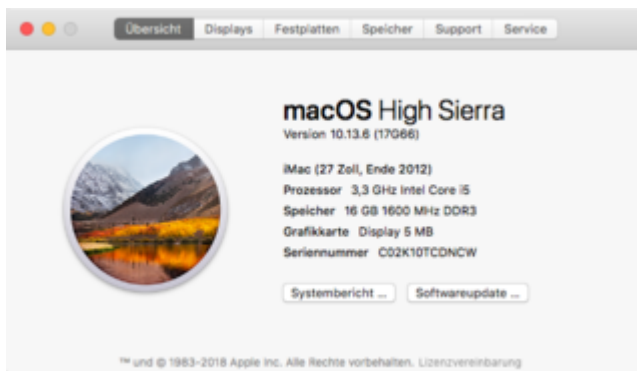 Übersicht Displays Festplatten Speicher Support Service
macOS High Sierra
Version 10.13.6 (17G66)
iMac (27 Zoll, Ende 2012)
Prozessor 3,3 GHz Intel Core i5
Speicher 16 GB 1600 MHz DDR3
Grafikkarte Display 5 MB
Seriennummer C02K10TCDNCW
Systembericht ... Softwareupdate ...
™ und © 1983-2018 Apple Inc. Alle Rechte vorbehalten. Lizenzvereinbarung